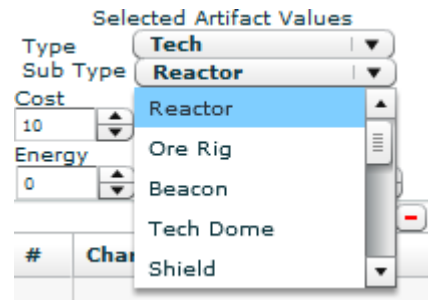 Selected Artifact Values
Type Tech
Sub Type Reactor
Cost
10
Reactor
Ore Rig
Energy
0
Beacon
Tech Dome
# Char
Shield